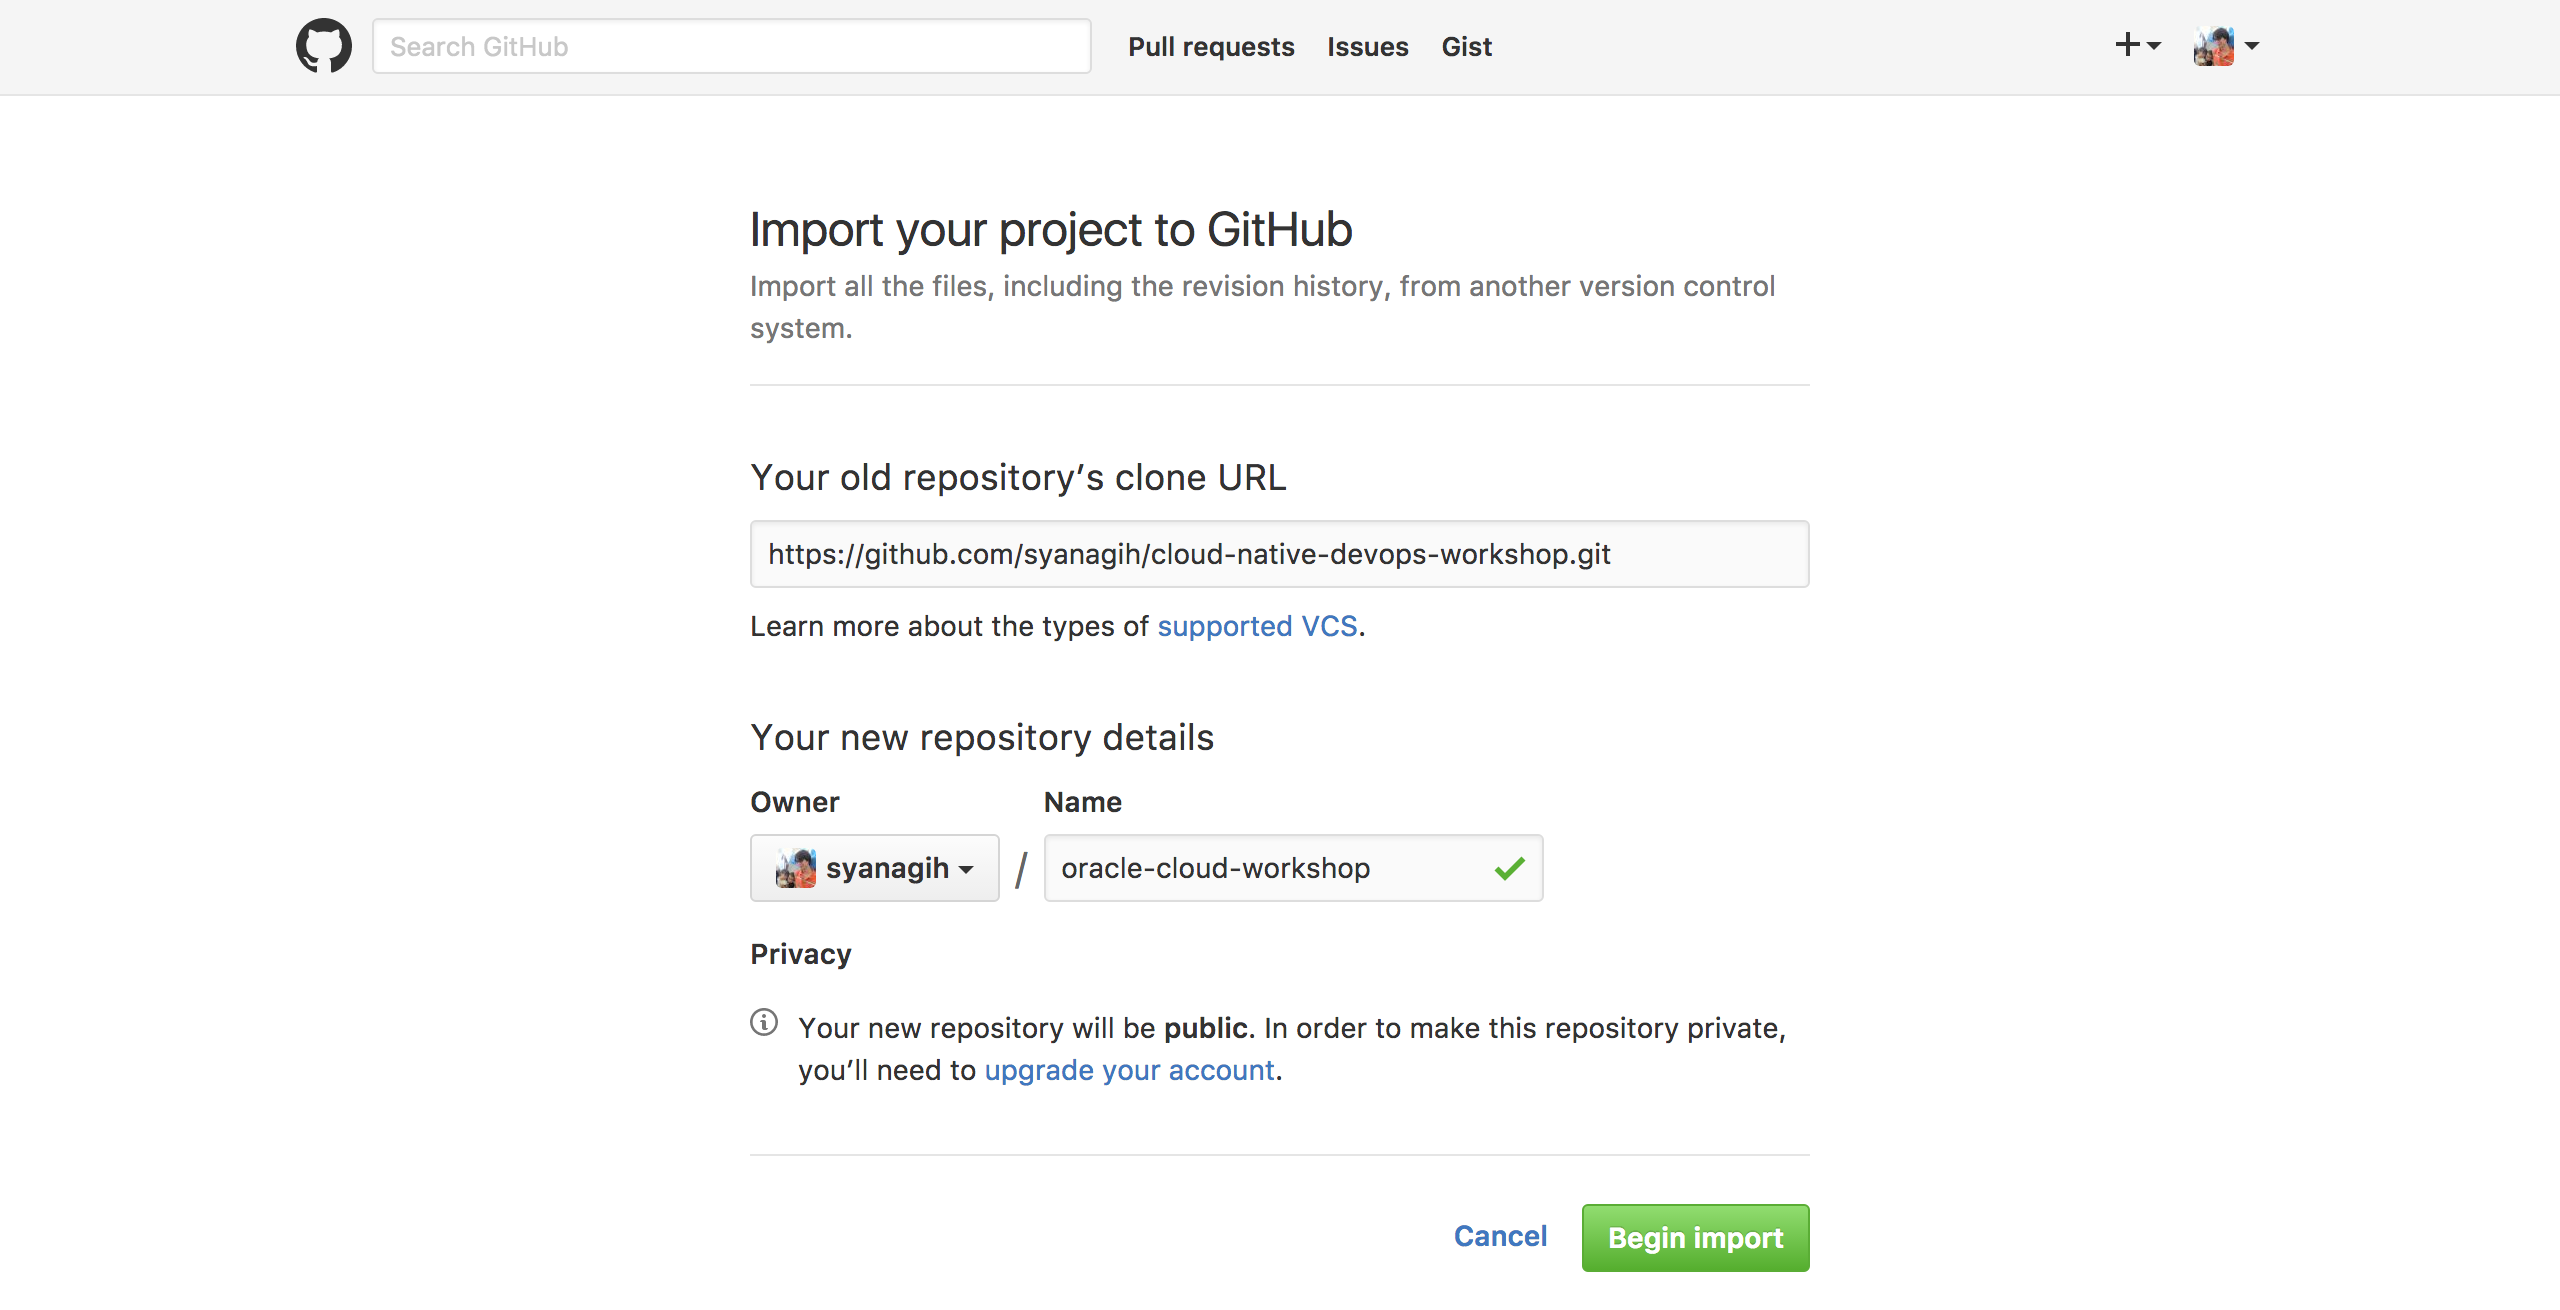 Search GitHub
Pull requests Issues Gist
Import your project to GitHub
Import all the files, including the revision history, from another version control
system.
Your old repository’s clone URL
https://github.com/syanagih/cloud-native-devops-workshop.git
Learn more about the types of supported VCS.
Your new repository details
Owner Name
syanagih / oracle-cloud-workshop
Privacy
Your new repository will be public. In order to make this repository private,
you’ll need to upgrade your account.
Cancel Begin import